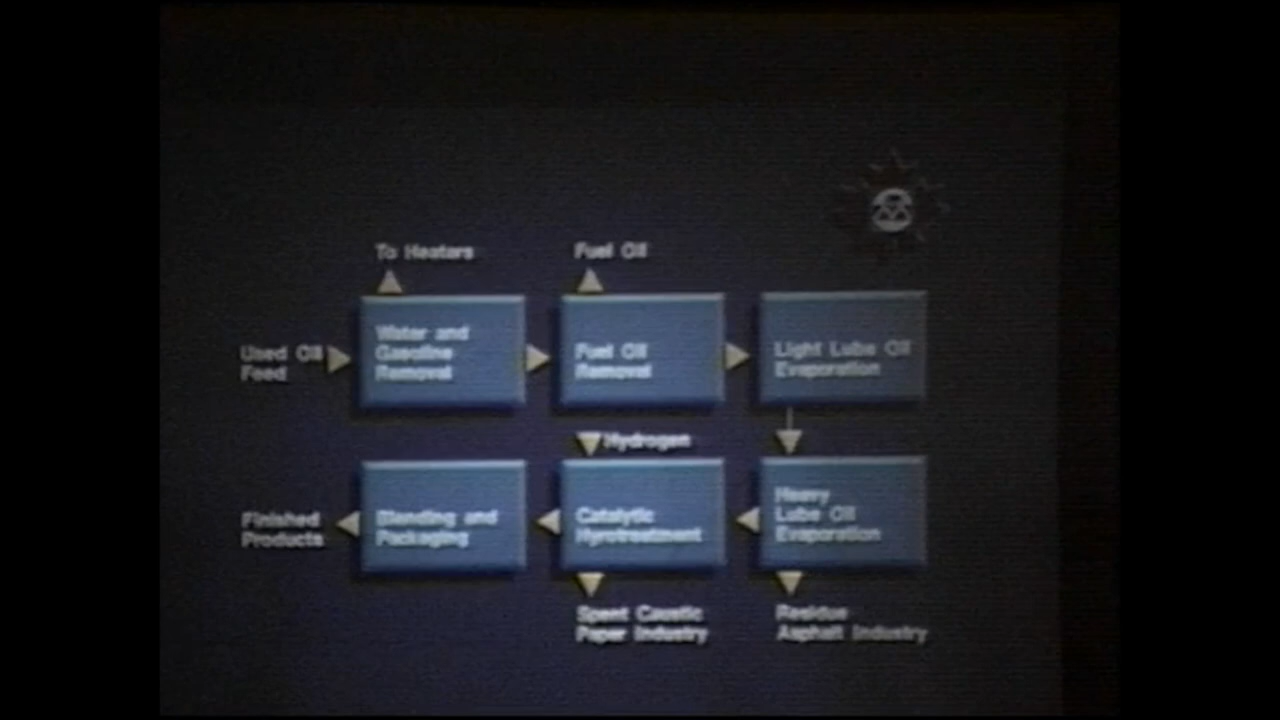 To Heaters
Fuel Oil
Used Oil
Feed
Water and
Gasoline
Removal
Fuel Oil
Removal
Light Lube Oil
Evaporation
Hydrogen
Finished
Products
Blending and
Packaging
Catalytic
Hyrotreatment
Heavy
Lube Oil
Evaporation
Spent Caustic
Paper Industry
Residue
Asphalt Industry